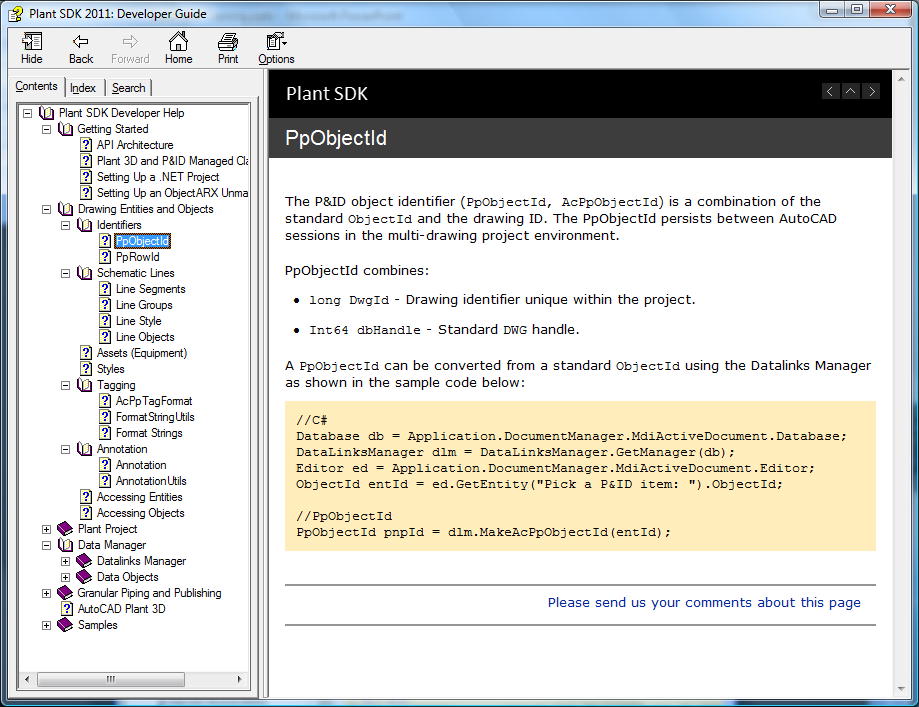 Plant SDK 2011: Developer Guide
Hide Back Forward Home Print Options
Contents Index Search
Plant SDK Developer Help
Getting Started
API Architecture
Plant 3D and P&ID Managed Cla
Setting Up a .NET Project
Setting Up an ObjectARX Unma
Drawing Entities and Objects
Identifiers
PpObjectId
PpRowId
Schematic Lines
Line Segments
Line Groups
Line Style
Line Objects
Assets (Equipment)
Styles
Tagging
AcPpTagFormat
FormatStringUtils
Format Strings
Annotation
Annotation
AnnotationUtils
Accessing Entities
Accessing Objects
Plant Project
Data Manager
Datalinks Manager
Data Objects
Granular Piping and Publishing
AutoCAD Plant 3D
Samples
Plant SDK
PpObjectId
The P&ID object identifier (PpObjectId, AcPpObjectId) is a combination of the
standard ObjectId and the drawing ID. The PpObjectId persists between AutoCAD
sessions in the multi-drawing project environment.
PpObjectId combines:
• long DwgId - Drawing identifier unique within the project.
• Int64 dbHandle - Standard DWG handle.
A PpObjectId can be converted from a standard ObjectId using the Datalinks Manager
as shown in the sample code below:
//C#
Database db = Application.DocumentManager.MdiActiveDocument.Database;
DataLinksManager dlm = DataLinksManager.GetManager(db);
Editor ed = Application.DocumentManager.MdiActiveDocument.Editor;
ObjectId entId = ed.GetEntity("Pick a P&ID item: ").ObjectId;
//PpObjectId
PpObjectId pnpId = dlm.MakeAcPpObjectId(entId);
Please send us your comments about this page